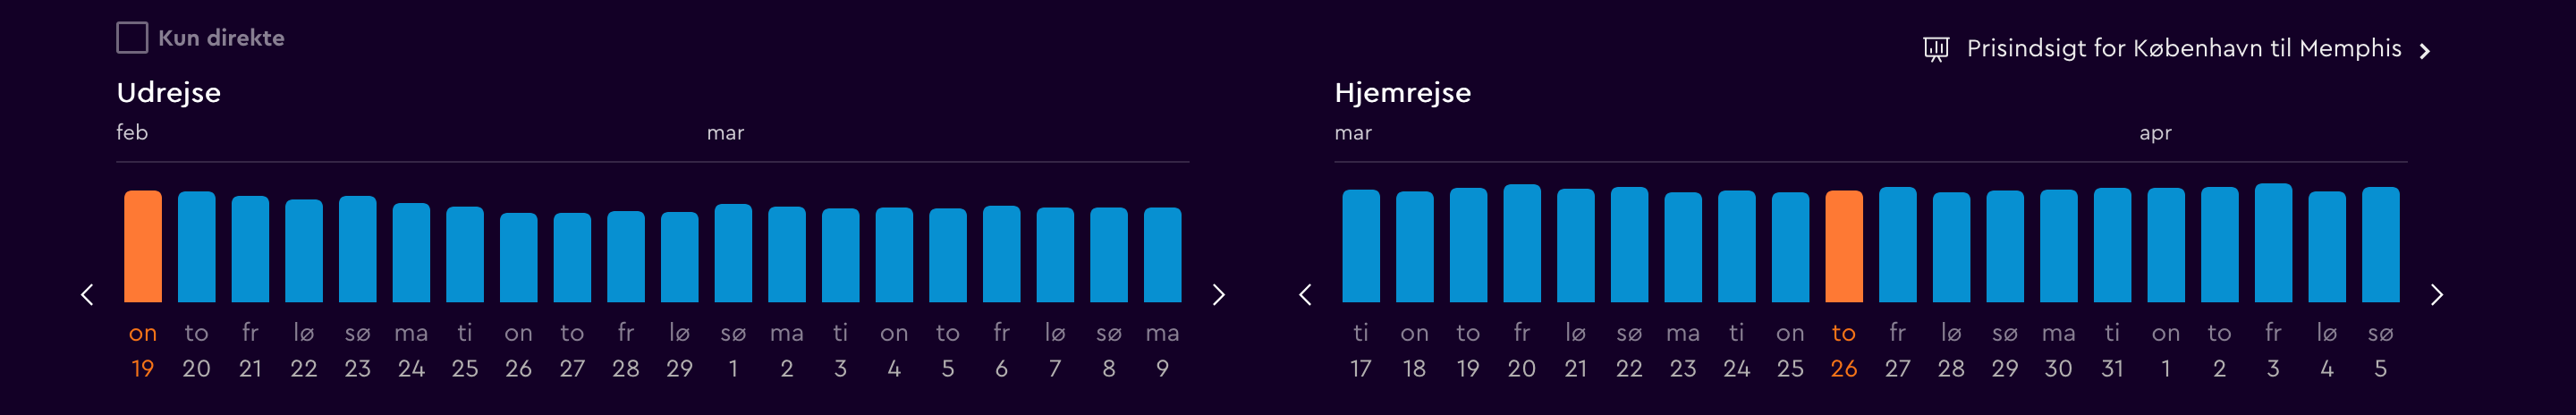 Kun direkte
Prisindsigt for København til Memphis
Udrejse
feb mar
on to fr lø sø ma ti on to fr lø sø ma ti on to fr lø sø ma
19 20 21 22 23 24 25 26 27 28 29 1 2 3 4 5 6 7 8 9
Hjemrejse
mar apr
ti on to fr lø sø ma ti on to fr lø sø ma ti on to fr lø sø
17 18 19 20 21 22 23 24 25 26 27 28 29 30 31 1 2 3 4 5